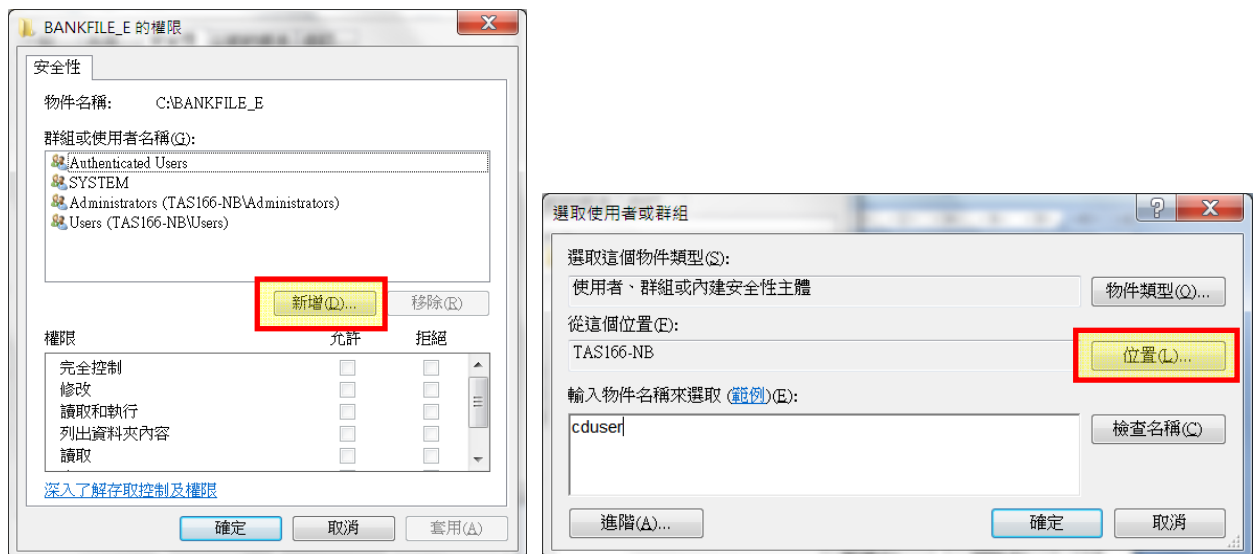 BANKFILE_E 的權限
安全性
物件名稱: C:\BANKFILE_E
群組或使用者名稱(G):
Authenticated Users
SYSTEM
Administrators (TAS166-NB\Administrators)
Users (TAS166-NB\Users)
新增(D)... 移除(R)
權限 允許 拒絕
完全控制
修改
讀取和執行
列出資料夾內容
讀取
深入了解存取控制及權限
確定 取消 套用(A)
選取使用者或群組
選取這個物件類型(S):
使用者、群組或內建安全性主體 物件類型(O)...
從這個位置(F):
TAS166-NB 位置(L)...
輸入物件名稱來選取 (範例)(E):
cduser 檢查名稱(C)
進階(A)... 確定 取消